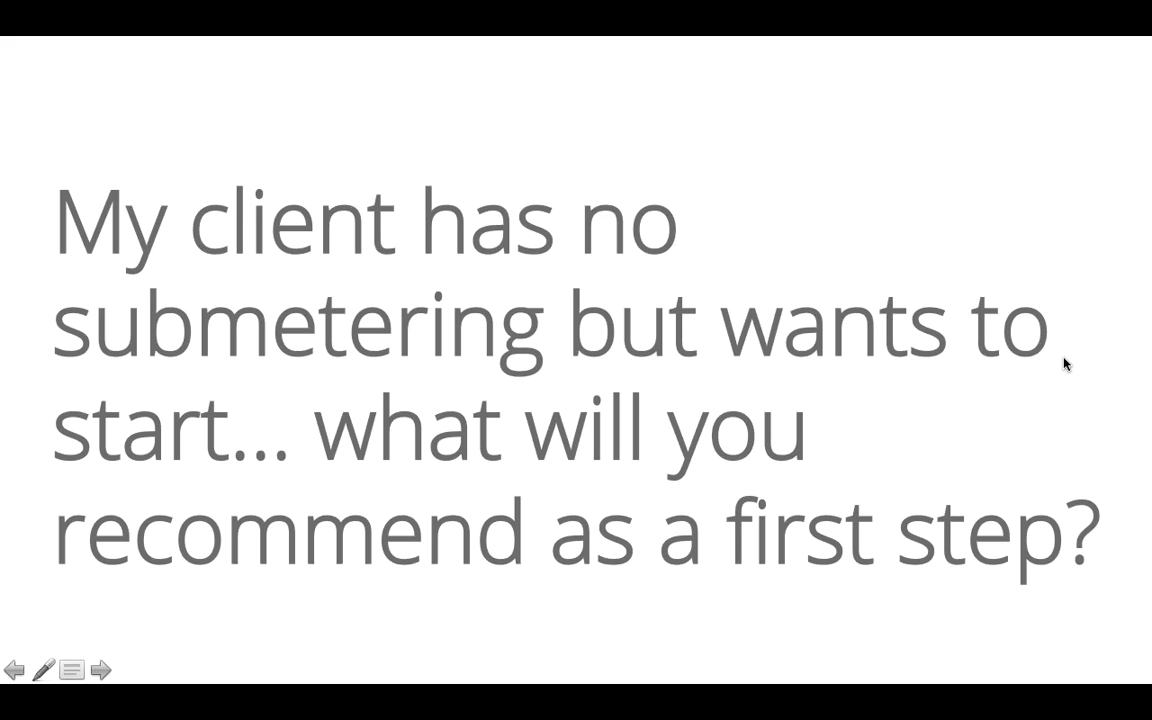 My client has no
submetering but wants to
start... what will you
recommend as a first step?